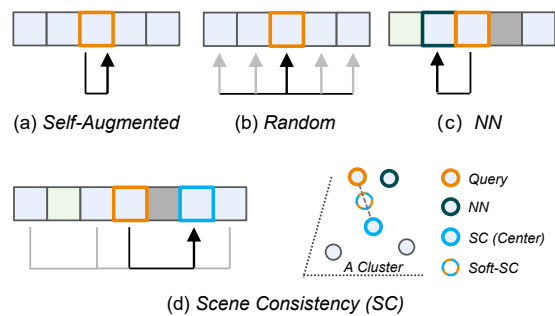 (a) Self-Augmented
(b) Random
(c) NN
Query
NN
SC (Center)
Soft-SC
A Cluster
(d) Scene Consistency (SC)